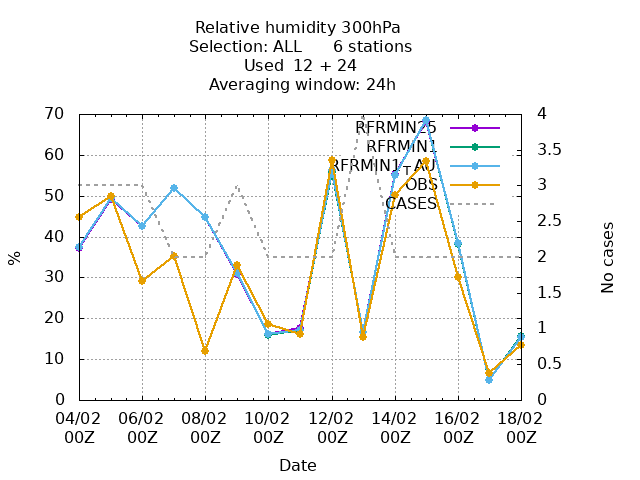 Relative humidity 300hPa
Selection: ALL      6 stations
Used  12 + 24
Averaging window: 24h
70
60
50
40
30
20
10
0
%
4
3.5
3
2.5
2
1.5
1
0.5
0
No cases
RFRMIN25
RFRMIN1
RFRMIN1_AU
OBS
CASES
04/02 06/02 08/02 10/02 12/02 14/02 16/02 18/02
00Z 00Z 00Z 00Z 00Z 00Z 00Z 00Z
Date